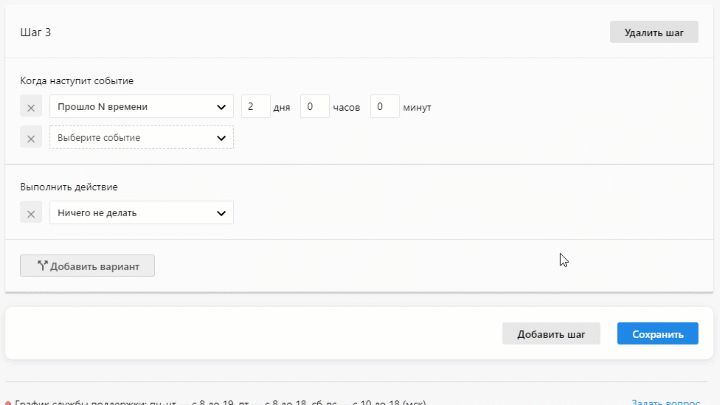 Шаг 3
Удалить шаг
Когда наступит событие
Прошло N времени 2 дня 0 часов 0 минут
Выберите событие
Выполнить действие
Ничего не делать
Добавить вариант
Добавить шаг
Сохранить
График службы поддержки: пн-чт — с 8 до 19, пт — с 8 до 18, сб-вс — с 10 до 18 (мск)
Задать вопрос